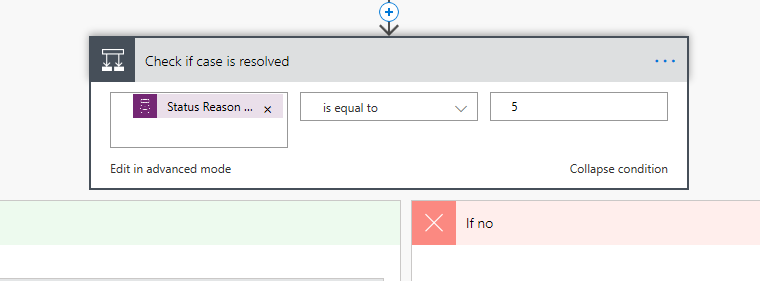 Check if case is resolved
Status Reason ... × is equal to 5
Edit in advanced mode Collapse condition
If no